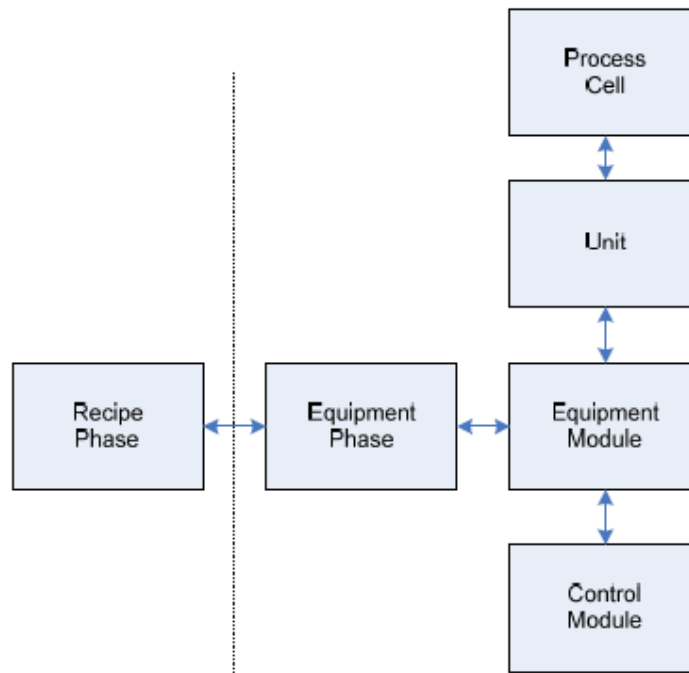 Process
Cell
Unit
Recipe
Phase
Equipment
Phase
Equipment
Module
Control
Module